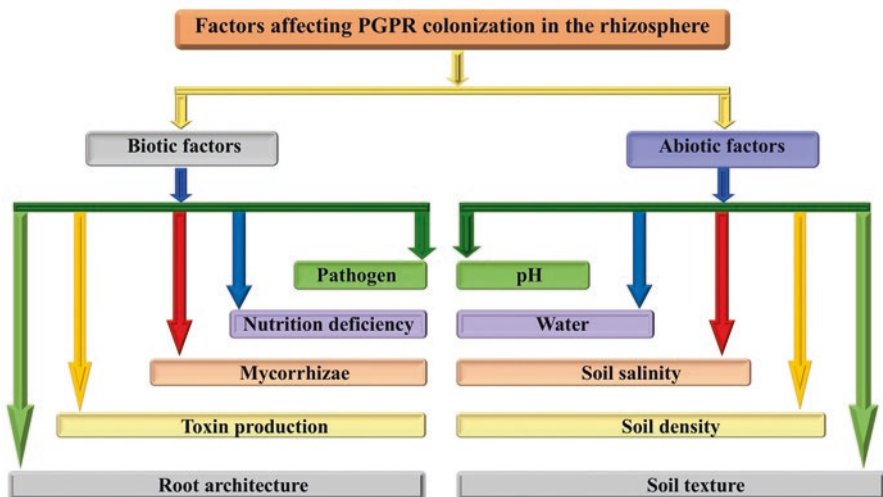 Factors affecting PGPR colonization in the rhizosphere
Biotic factors
Abiotic factors
Pathogen
pH
Nutrition deficiency
Water
Mycorrhizae
Soil salinity
Toxin production
Soil density
Root architecture
Soil texture